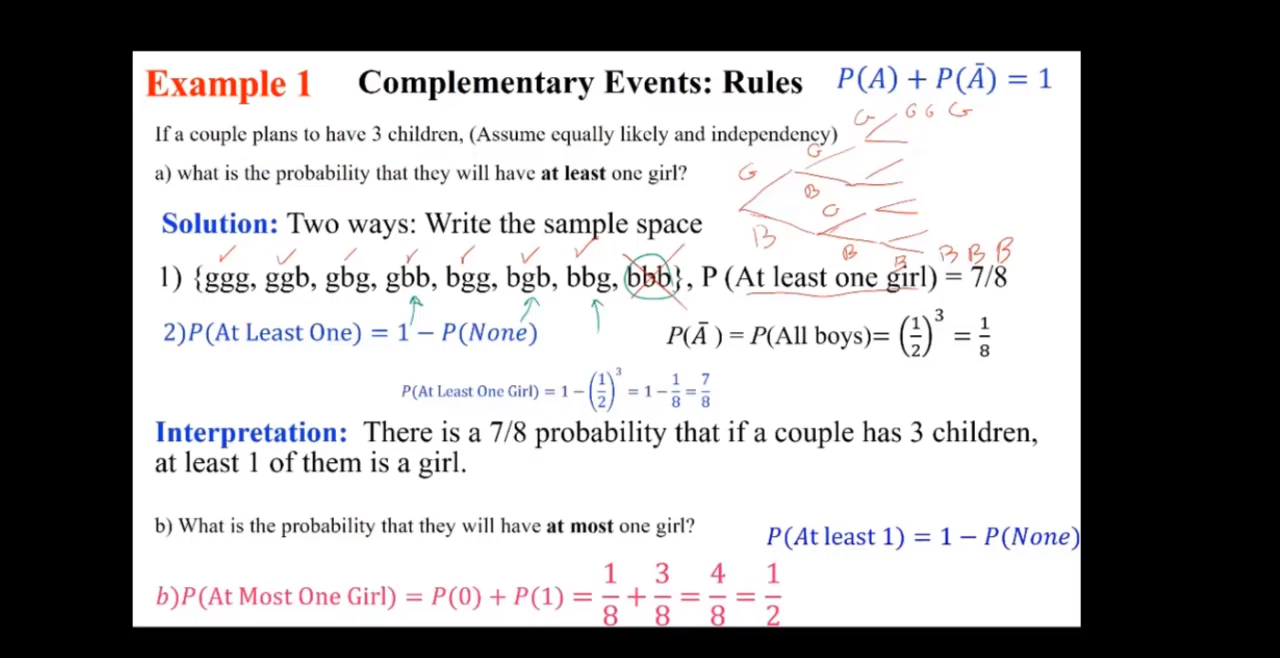 Example 1 Complementary Events: Rules P(A) + P(Ā) = 1
If a couple plans to have 3 children, (Assume equally likely and independency)
G G G G
G
a) what is the probability that they will have at least one girl?
G
B
G
B
B
B
B B B
Solution: Two ways: Write the sample space
1) {ggg, ggb, gbg, gbb, bgg, bgb, bbg, bbb}, P (At least one girl) = 7/8
2)P(At Least One) = 1 − P(None) P(Ā ) = P(All boys)= (1/2)^3 = 1/8
P(At Least One Girl) = 1 − (1/2)^3 = 1 − 1/8 = 7/8
Interpretation: There is a 7/8 probability that if a couple has 3 children,
at least 1 of them is a girl.
b) What is the probability that they will have at most one girl?
P(At least 1) = 1 − P(None)
b)P(At Most One Girl) = P(0) + P(1) = 1/8 + 3/8 = 4/8 = 1/2